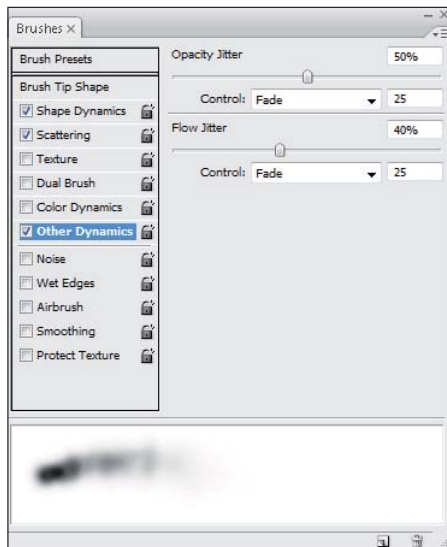 Brushes ×
Brush Presets
Brush Tip Shape
Shape Dynamics
Scattering
Texture
Dual Brush
Color Dynamics
Other Dynamics
Noise
Wet Edges
Airbrush
Smoothing
Protect Texture
Opacity Jitter 50%
Control: Fade 25
Flow Jitter 40%
Control: Fade 25